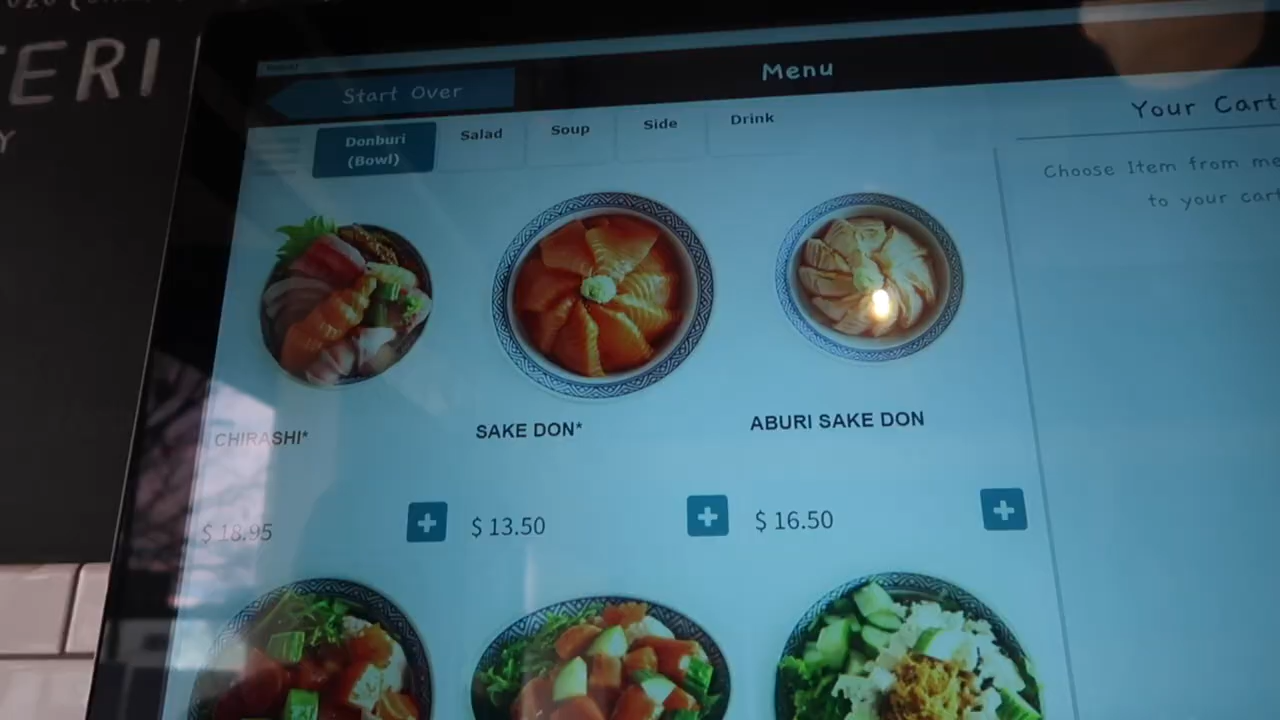 ERI
Y
Start Over
Menu
Your Cart
Donburi
(Bowl)
Salad
Soup
Side
Drink
Choose Item from
to your cart
CHIRASHI*
SAKE DON*
ABURI SAKE DON
$ 18.95
$ 13.50
$ 16.50